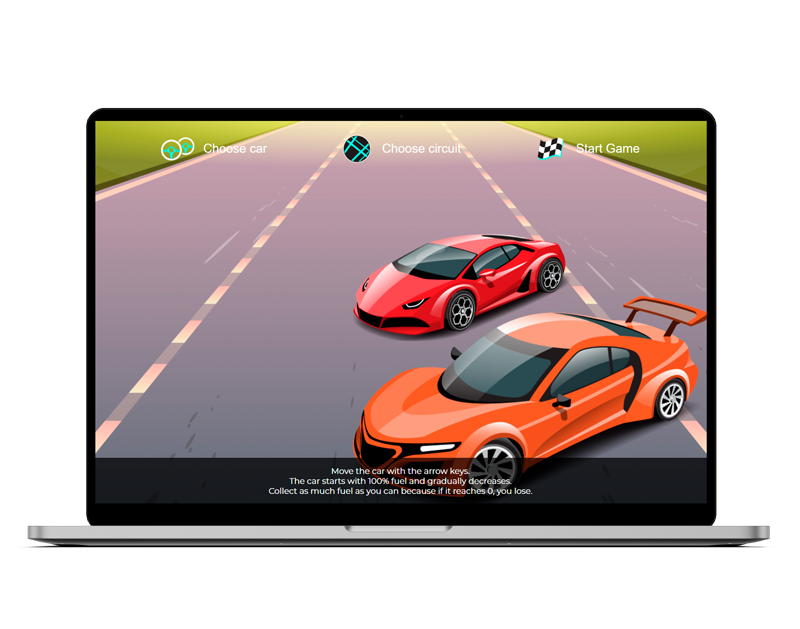 Choose car
Choose circuit
Start Game
Move the car with the arrow keys.
The car starts with 100% fuel and gradually decreases.
Collect as much fuel as you can because if it reaches 0, you lose.